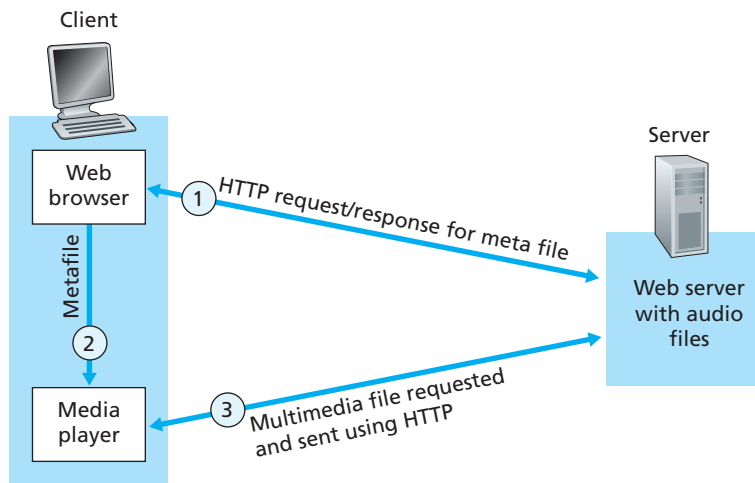 Client
Server
Web
browser
1
HTTP request/response for meta file
Metafile
Web server
with audio
files
2
Media
player
3
Multimedia file requested
and sent using HTTP